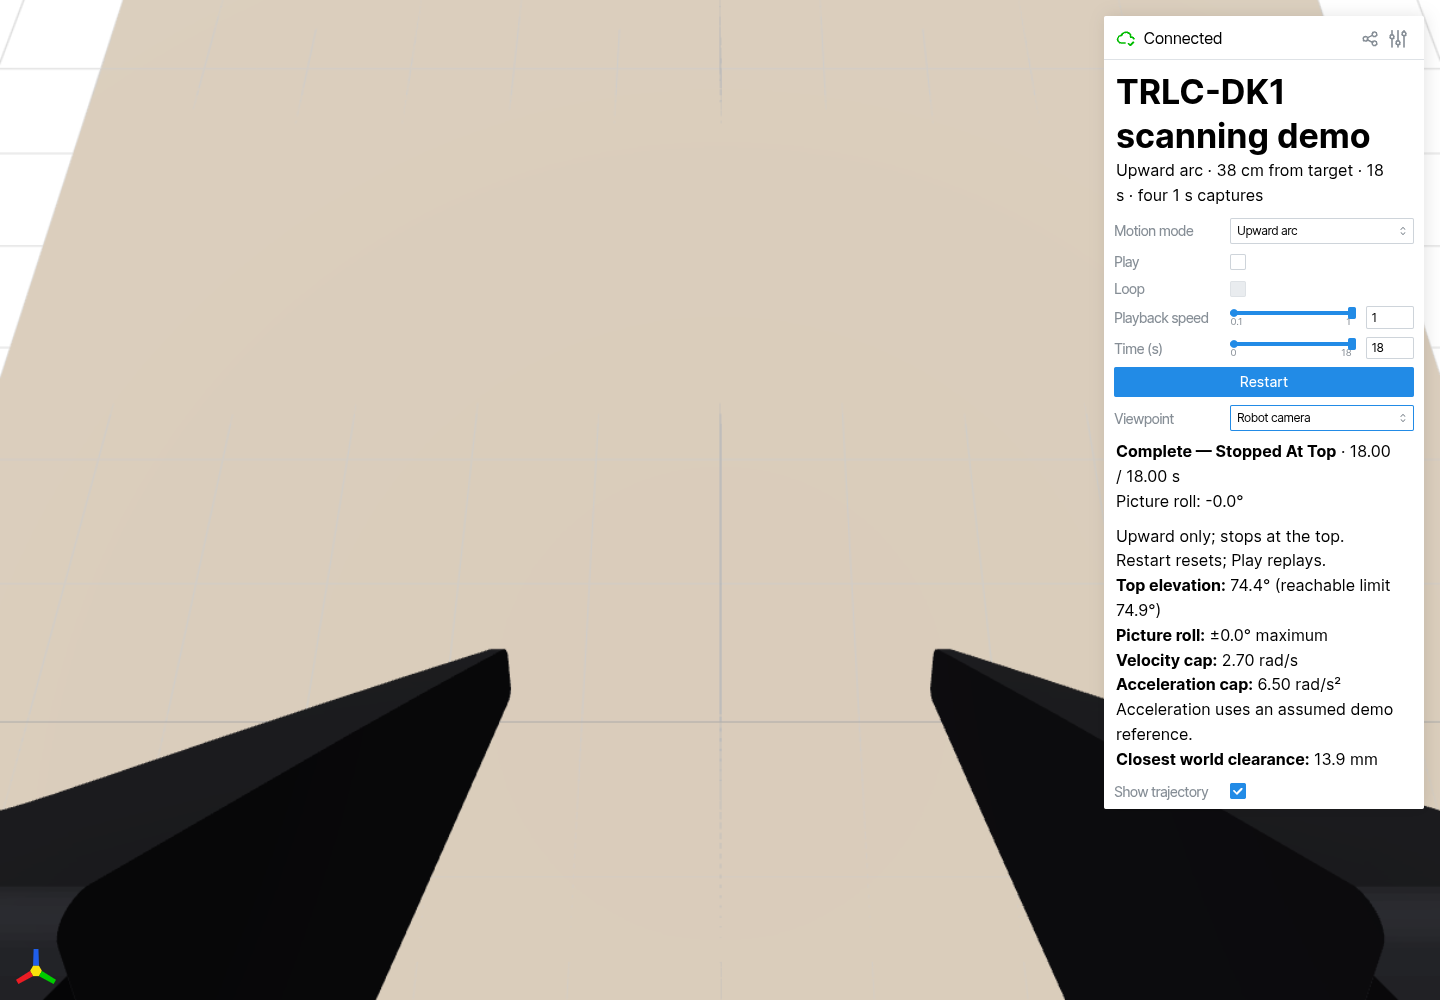 Connected
TRLC-DK1
scanning demo
Upward arc · 38 cm from target · 18
s · four 1 s captures
Motion mode Upward arc
Play
Loop
Playback speed 0.1 1 1
Time (s) 0 18 18
Restart
Viewpoint Robot camera
Complete — Stopped At Top · 18.00
/ 18.00 s
Picture roll: -0.0°
Upward only; stops at the top.
Restart resets; Play replays.
Top elevation: 74.4° (reachable limit
74.9°)
Picture roll: ±0.0° maximum
Velocity cap: 2.70 rad/s
Acceleration cap: 6.50 rad/s²
Acceleration uses an assumed demo
reference.
Closest world clearance: 13.9 mm
Show trajectory